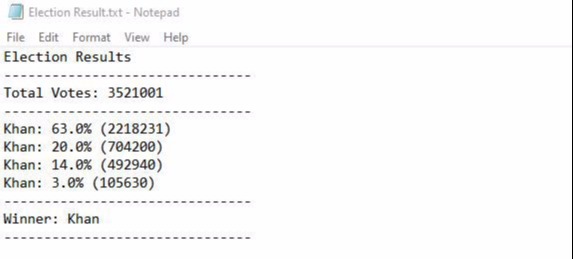 Election Result.txt - Notepad
File Edit Format View Help
Election Results
-------------------------------
Total Votes: 3521001
-------------------------------
Khan: 63.0% (2218231)
Khan: 20.0% (704200)
Khan: 14.0% (492940)
Khan: 3.0% (105630)
-------------------------------
Winner: Khan
-------------------------------